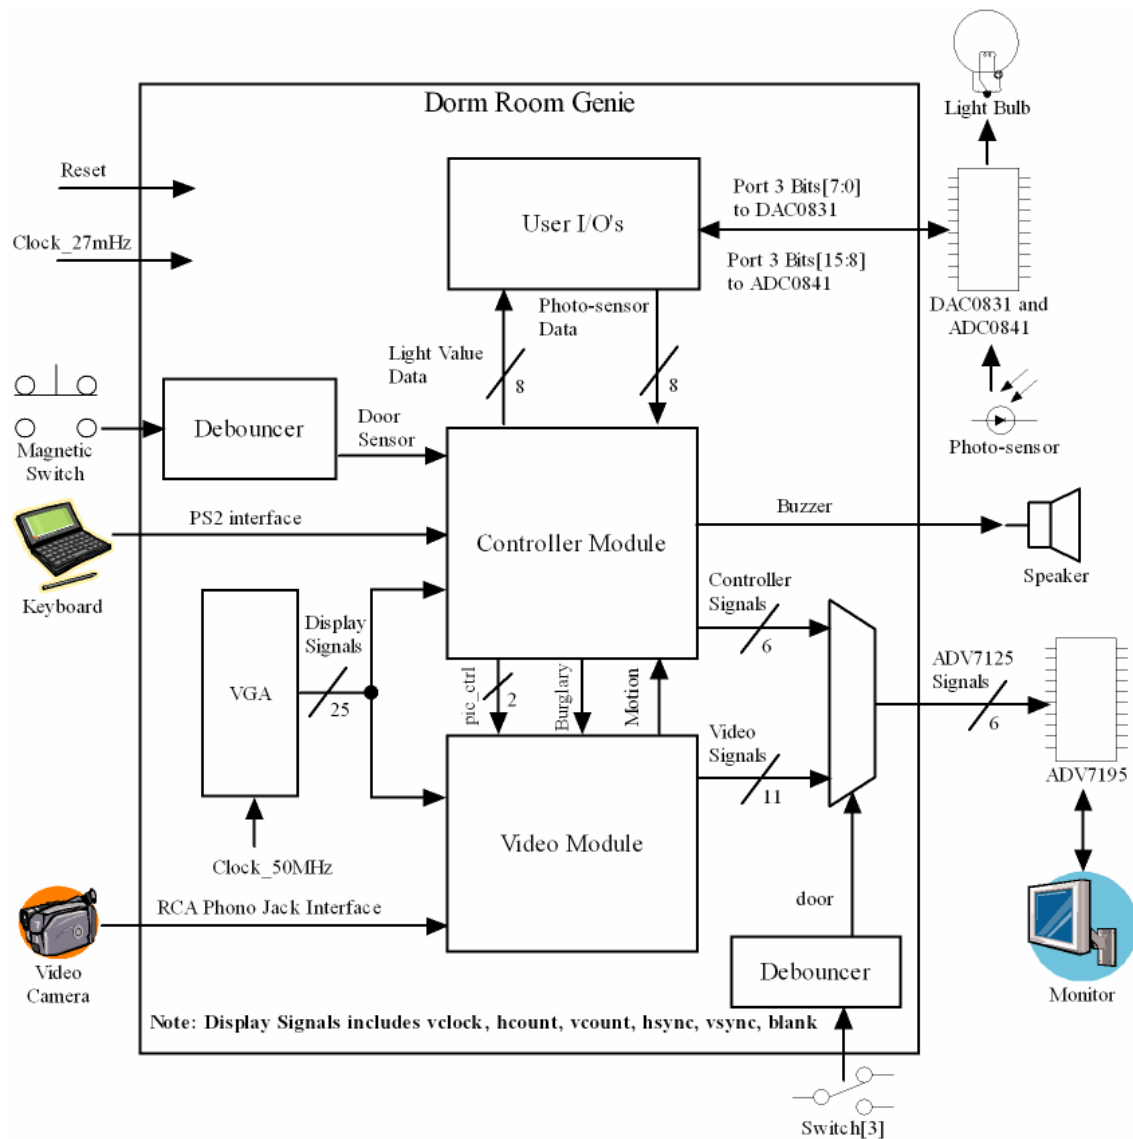 Light Bulb
Dorm Room Genie
Reset
Clock_27mHz
User I/O's
Port 3 Bits[7:0]
to DAC0831
Port 3 Bits[15:8]
to ADC0841
DAC0831 and
ADC0841
Photo-sensor
Data
Light Value
Data
8
8
Magnetic
Switch
Debouncer
Door
Sensor
Photo-sensor
PS2 interface
Keyboard
Controller Module
Buzzer
Speaker
Controller
Signals
6
Display
Signals
25
VGA
pic_ctrl
2
Burglary
Motion
Video
Signals
11
ADV7125
Signals
6
ADV7195
Clock_50MHz
Video Module
RCA Phono Jack Interface
Video
Camera
door
Debouncer
Monitor
Note: Display Signals includes vclock, hcount, vcount, hsync, vsync, blank
Switch[3]